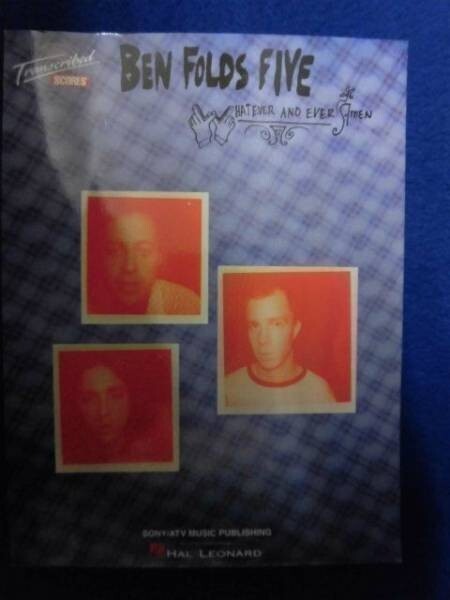 Transcribed
SCORES
BEN FOLDS FIVE
WHATEVER AND EVER AMEN
SONY/ATV MUSIC PUBLISHING
HAL LEONARD